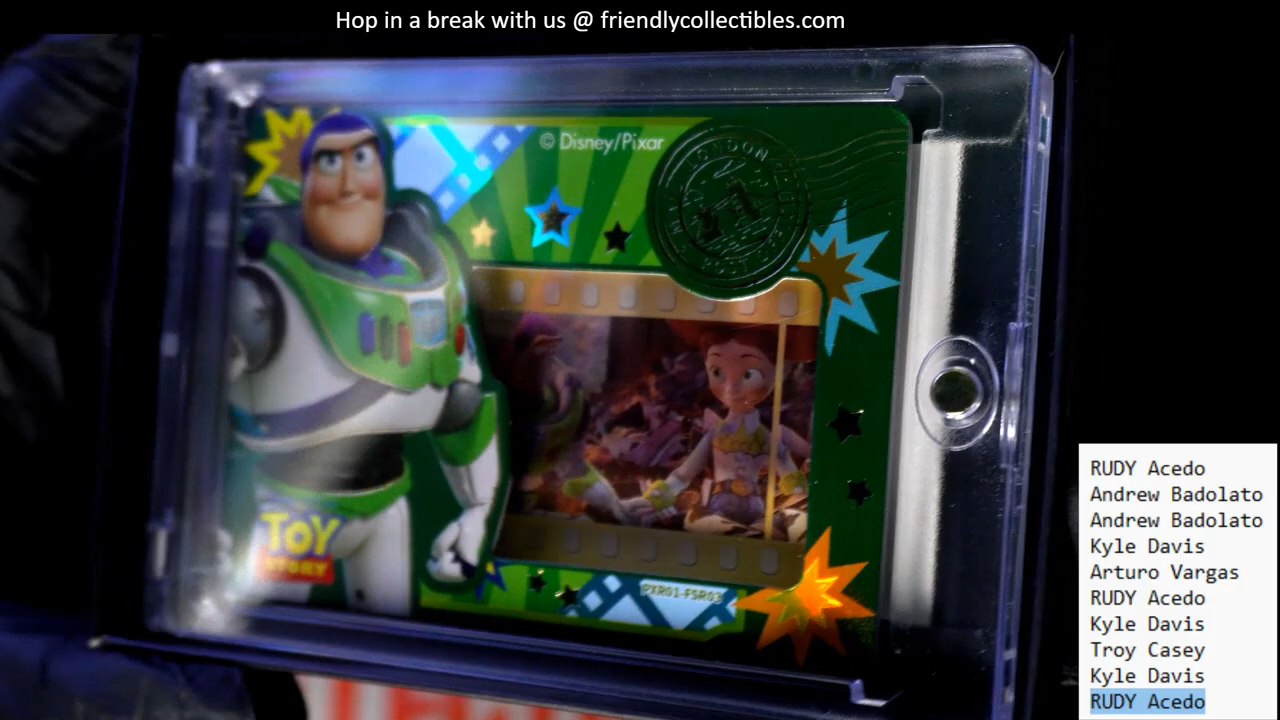 Hop in a break with us @ friendlycollectibles.com
© Disney/Pixar
LONDON
TOY
STORY
PXR01-FSR03
RUDY Acedo
Andrew Badolato
Andrew Badolato
Kyle Davis
Arturo Vargas
RUDY Acedo
Kyle Davis
Troy Casey
Kyle Davis
RUDY Acedo